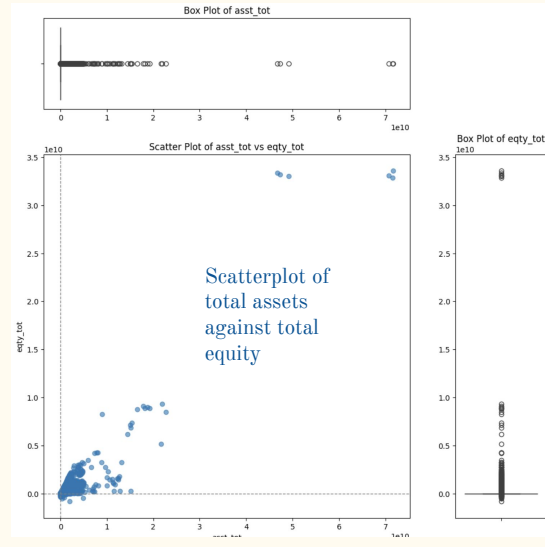 Box Plot of asst_tot
0 1 2 3 4 5 6 7
1e10
Scatter Plot of asst_tot vs eqty_tot
Box Plot of eqty_tot
1e10
1e10
3.5
3.5
3.0
3.0
2.5
2.5
2.0
2.0
1.5
1.5
1.0
1.0
0.5
0.5
0.0
0.0
eqty_tot
Scatterplot of
total assets
against total
equity
0 1 2 3 4 5 6 7
asst_tot
1e10